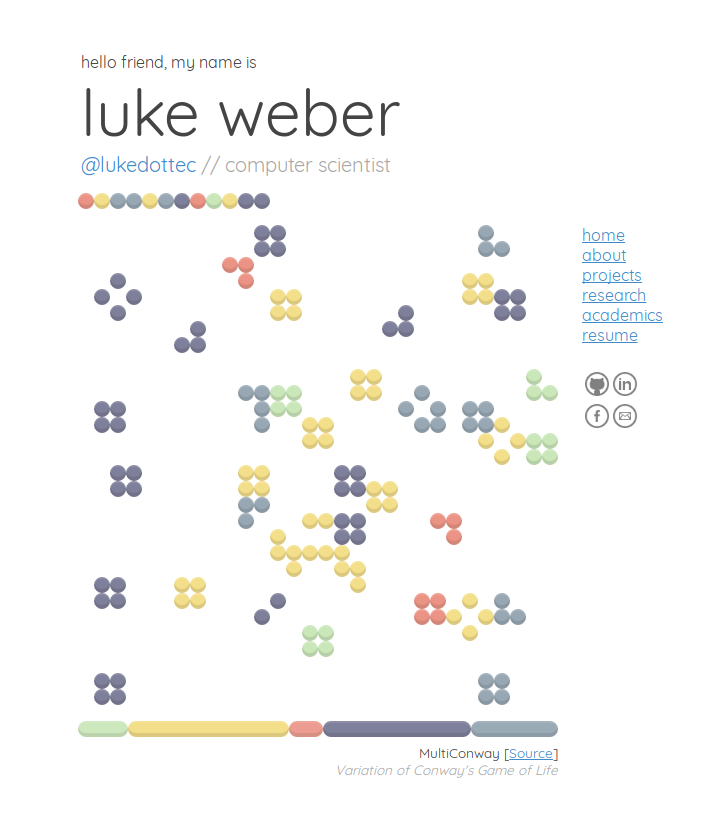 hello friend, my name is
luke weber
@lukedottec // computer scientist
home
about
projects
research
academics
resume
in
f
MultiConway [Source]
Variation of Conway's Game of Life